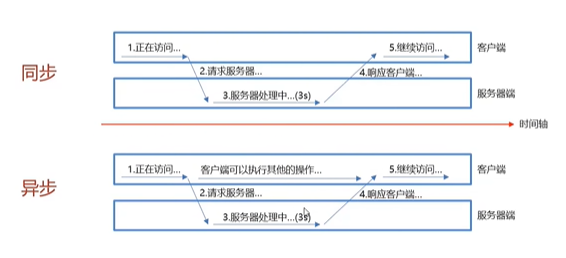 同步
1.正在访问...
5.继续访问...
客户端
2.请求服务器...
4.响应客户端...
3.服务器处理中...(3s)
服务器端
时间轴
异步
1.正在访问...
客户端可以执行其他的操作...
5.继续访问...
客户端
2.请求服务器...
4.响应客户端...
3.服务器处理中...(3s)
服务器端